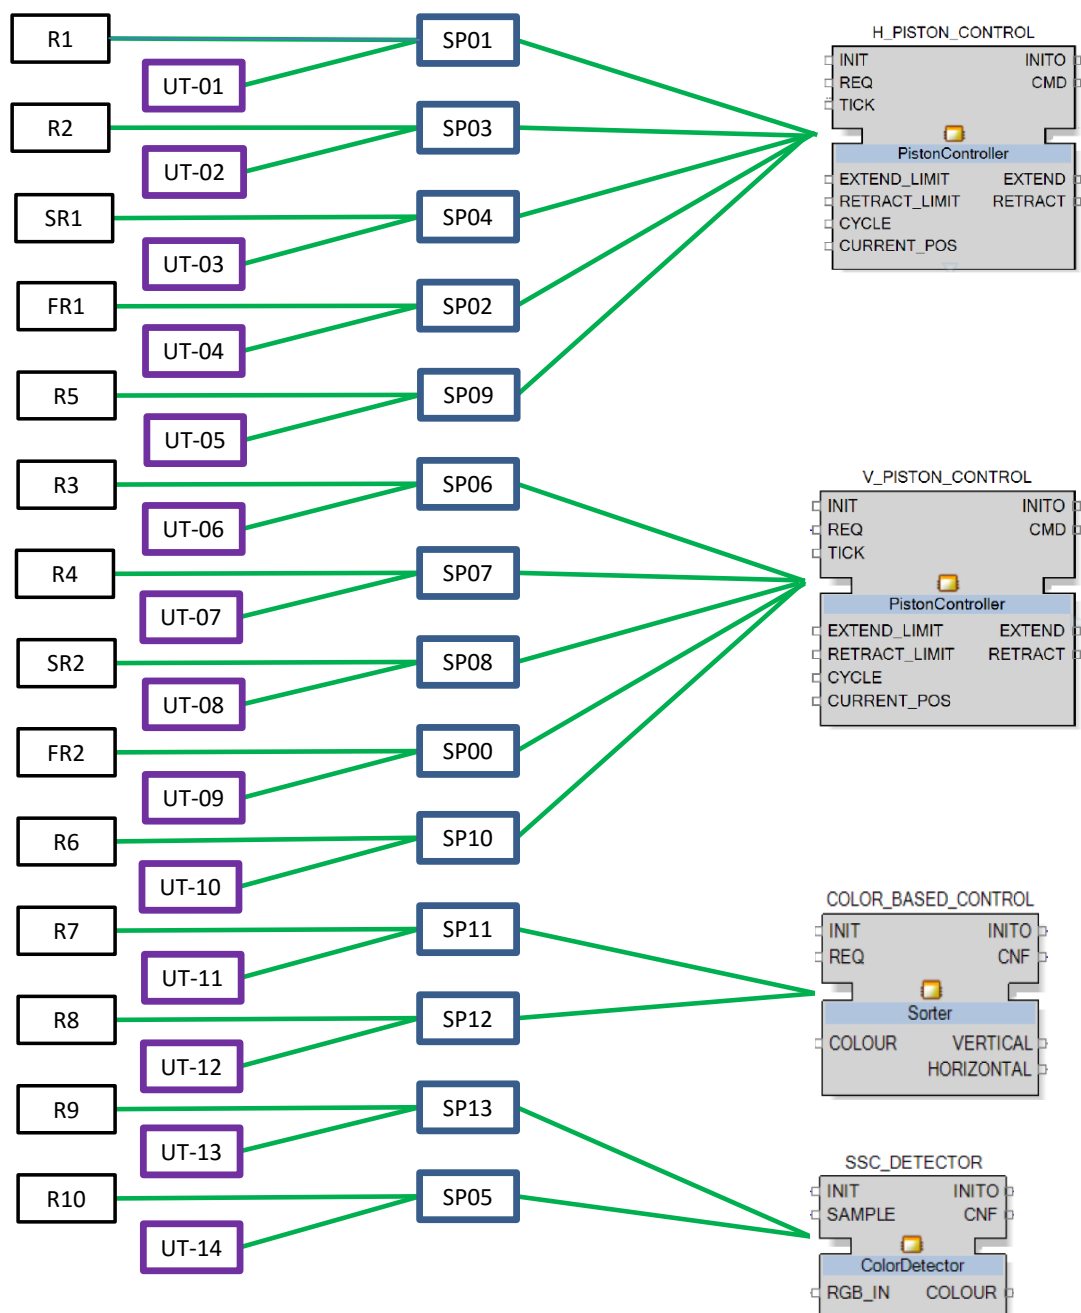 R1
SP01
UT-01
R2
SP03
UT-02
SR1
SP04
UT-03
FR1
SP02
UT-04
R5
SP09
UT-05
H_PISTON_CONTROL
INIT INITO
REQ CMD
TICK
PistonController
EXTEND_LIMIT EXTEND
RETRACT_LIMIT RETRACT
CYCLE
CURRENT_POS
R3
SP06
UT-06
R4
SP07
UT-07
SR2
SP08
UT-08
FR2
SP00
UT-09
R6
SP10
UT-10
V_PISTON_CONTROL
INIT INITO
REQ CMD
TICK
PistonController
EXTEND_LIMIT EXTEND
RETRACT_LIMIT RETRACT
CYCLE
CURRENT_POS
R7
SP11
UT-11
R8
SP12
UT-12
COLOR_BASED_CONTROL
INIT INITO
REQ CNF
Sorter
COLOUR VERTICAL
HORIZONTAL
R9
SP13
UT-13
R10
SP05
UT-14
SSC_DETECTOR
INIT INITO
SAMPLE CNF
ColorDetector
RGB_IN COLOUR